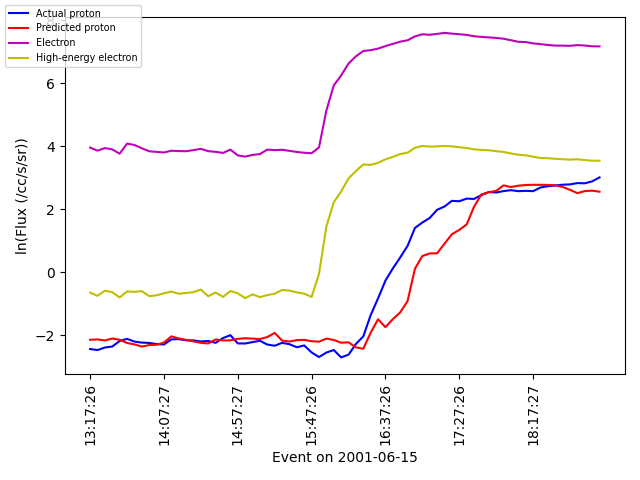 Actual proton
Predicted proton
Electron
High-energy electron
8
6
4
2
0
−2
ln(Flux (/cc/s/sr))
13:17:26
14:07:27
14:57:27
15:47:26
16:37:26
17:27:26
18:17:27
Event on 2001-06-15